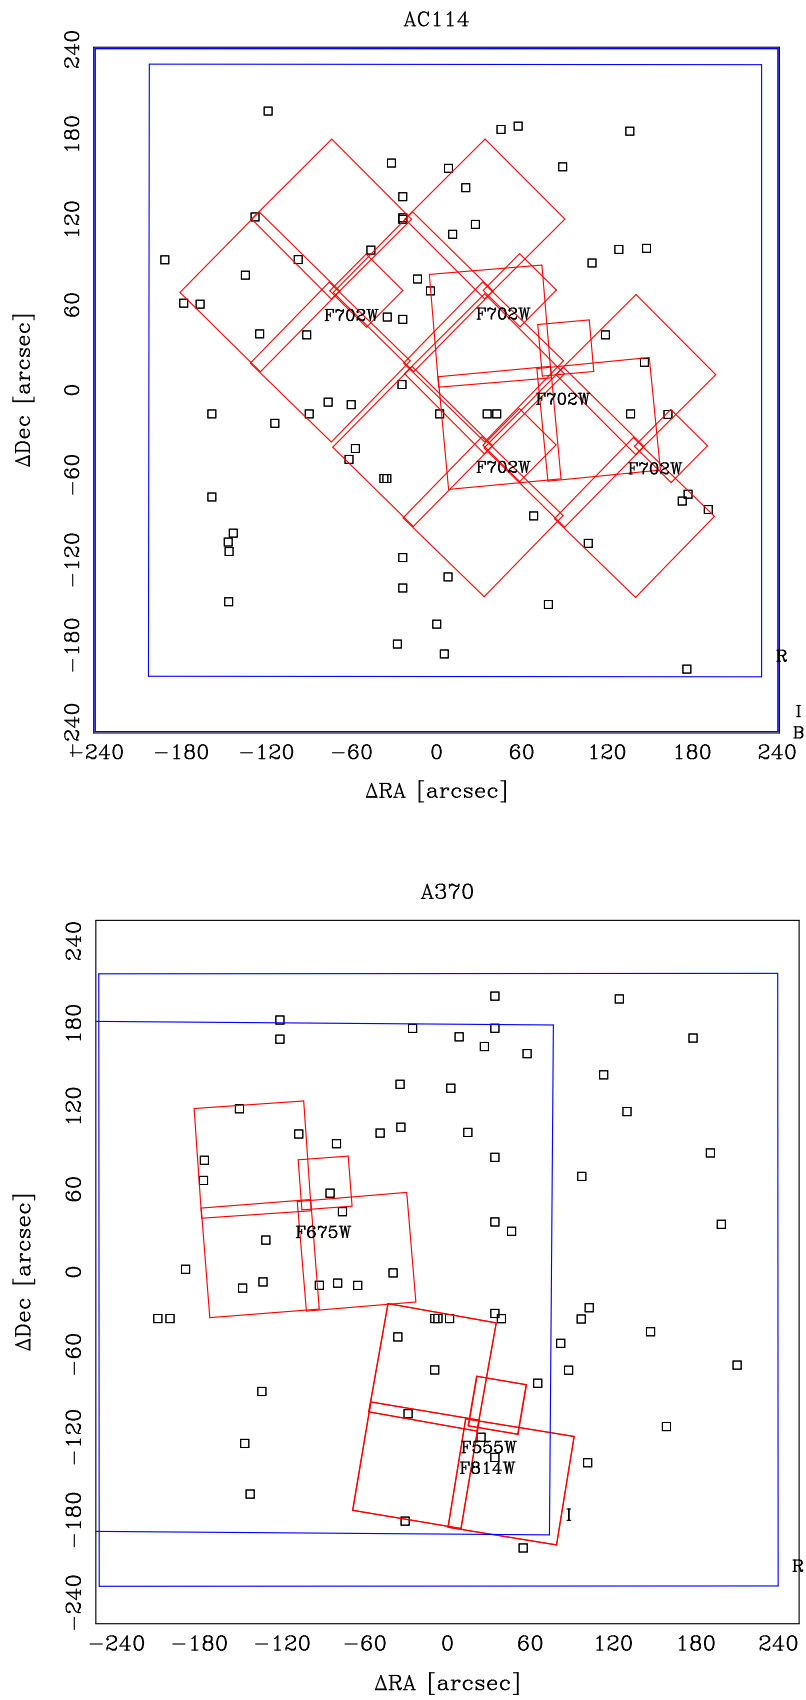 AC114
240
180
120
60
0
−60
−120
−180
−240
ΔDec [arcsec]
F702W
F702W
F702W
F702W
F702W
R
I
B
−240 −180 −120 −60 0 60 120 180 240
ΔRA [arcsec]
A370
240
180
120
60
0
−60
−120
−180
−240
ΔDec [arcsec]
F675W
F555W
F814W
I
R
−240 −180 −120 −60 0 60 120 180 240
ΔRA [arcsec]